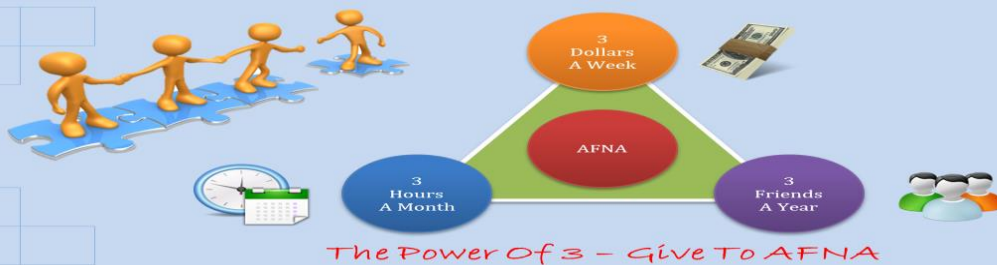 3
Dollars
A Week
AFNA
3
Hours
A Month
3
Friends
A Year
The Power Of 3 – Give To AFNA